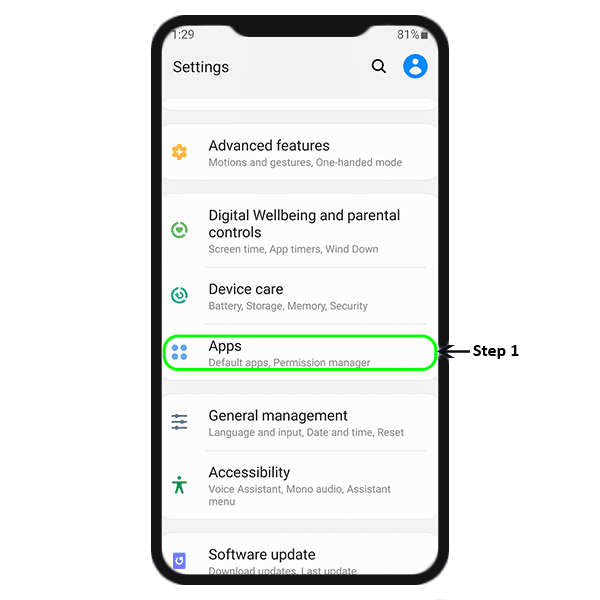 1:29 81%
Settings
Advanced features
Motions and gestures, One-handed mode
Digital Wellbeing and parental
controls
Screen time, App timers, Wind Down
Device care
Battery, Storage, Memory, Security
Apps
Default apps, Permission manager
Step 1
General management
Language and input, Date and time, Reset
Accessibility
Voice Assistant, Mono audio, Assistant
menu
Software update
Download updates, Last update